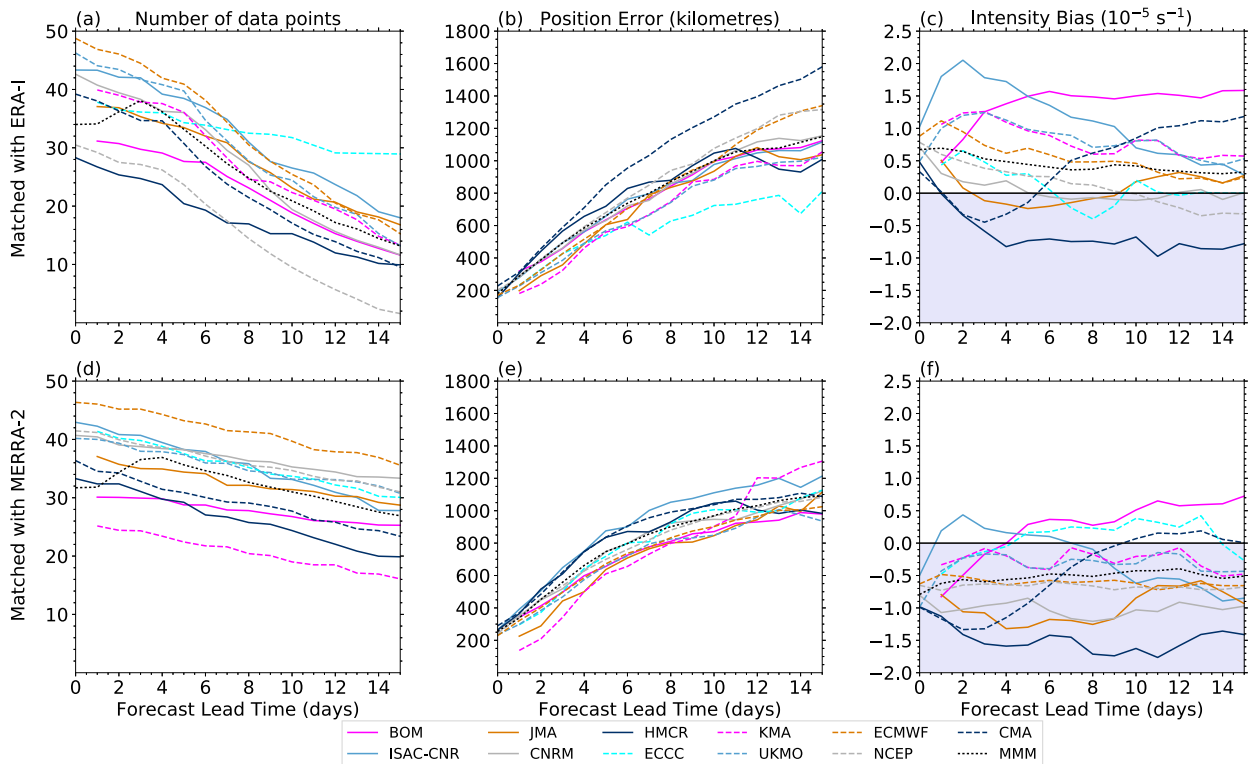 (a) Number of data points
(b) Position Error (kilometres)
(c) Intensity Bias (10⁻⁵ s⁻¹)
Matched with ERA-I
50
40
30
20
10
0 2 4 6 8 10 12 14
1800
1600
1400
1200
1000
800
600
400
200
0 2 4 6 8 10 12 14
2.5
2.0
1.5
1.0
0.5
0.0
−0.5
−1.0
−1.5
−2.0
0 2 4 6 8 10 12 14
(d)
(e)
(f)
Matched with MERRA-2
50
40
30
20
10
0 2 4 6 8 10 12 14
Forecast Lead Time (days)
1800
1600
1400
1200
1000
800
600
400
200
0 2 4 6 8 10 12 14
Forecast Lead Time (days)
2.5
2.0
1.5
1.0
0.5
0.0
−0.5
−1.0
−1.5
−2.0
0 2 4 6 8 10 12 14
Forecast Lead Time (days)
BOM JMA HMCR KMA ECMWF CMA
ISAC-CNR CNRM ECCC UKMO NCEP MMM